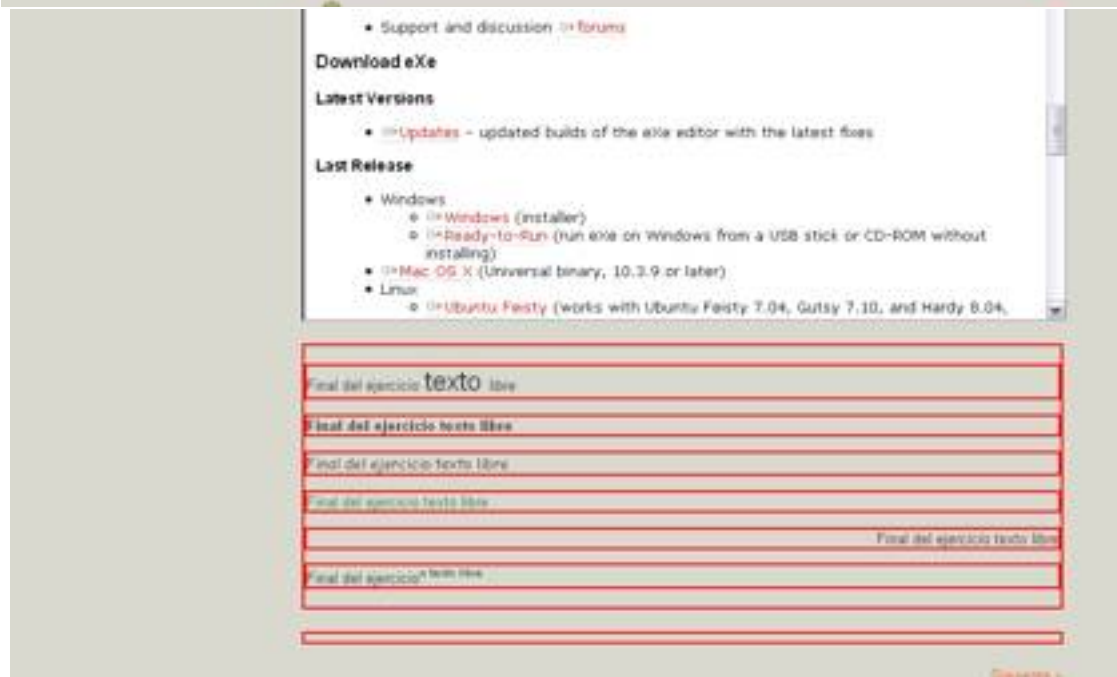 • Support and discussion forums
Download eXe
Latest Versions
• Updates – updated builds of the eXe editor with the latest fixes
Last Release
• Windows
Windows (installer)
Ready-to-Run (run eXe on Windows from a USB stick or CD-ROM without
installing)
• Mac OS X (Universal binary, 10.3.9 or later)
• Linux
Ubuntu Feisty (works with Ubuntu Feisty 7.04, Gutsy 7.10, and Hardy 8.04,
Final del ejercicio texto libre
Final del ejercicio texto libre
Final del ejercicio texto libre
Final del ejercicio texto libre
Final del ejercicio texto libre
Final del ejercicio texto libre